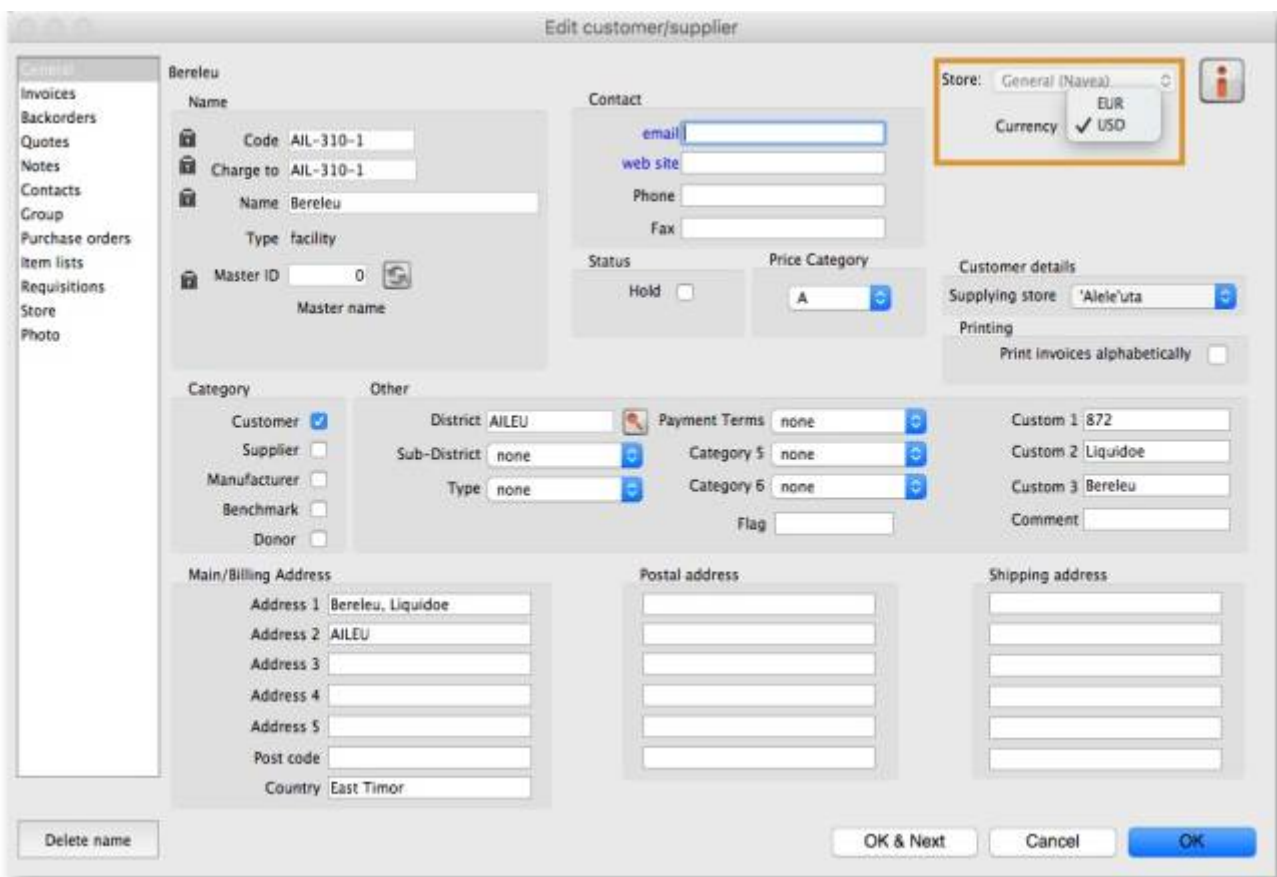 Edit customer/supplier
General
Invoices
Backorders
Quotes
Notes
Contacts
Group
Purchase orders
Item lists
Requisitions
Store
Photo
Bereleu
Name
Code AIL-310-1
Charge to AIL-310-1
Name Bereleu
Type facility
Master ID 0
Master name
Contact
email
web site
Phone
Fax
Store: General (Navea)
Currency
EUR
✓ USD
Status
Hold
Price Category
A
Customer details
Supplying store 'Alele'uta
Printing
Print invoices alphabetically
Category
Customer
Supplier
Manufacturer
Benchmark
Donor
Other
District AILEU
Sub-District none
Type none
Payment Terms none
Category 5 none
Category 6 none
Flag
Custom 1 872
Custom 2 Liquidoe
Custom 3 Bereleu
Comment
Main/Billing Address
Address 1 Bereleu, Liquidoe
Address 2 AILEU
Address 3
Address 4
Address 5
Post code
Country East Timor
Postal address
Shipping address
Delete name
OK & Next
Cancel
OK